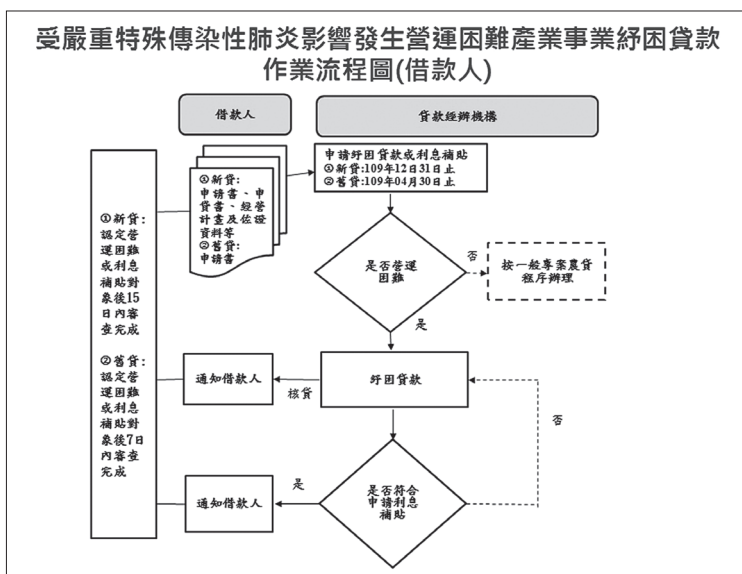 受嚴重特殊傳染性肺炎影響發生營運困難產業事業紓困貸款
作業流程圖(借款人)
借款人
貸款經辦機構
①新貸:
認定營
運困難
或利息
補貼對
象後15
日內審
查完成
②舊貸:
認定營
運困難
或利息
補貼對
象後7日
內審查
完成
①新貸:
申請書、申
貸書、經營
計畫及佐證
資料等
②舊貸:
申請書
申請紓困貸款或利息補貼
①新貸:109年12月31日止
②舊貸:109年04月30日止
是否營運
困難
否
按一般專案農貸
程序辦理
是
通知借款人
核貸
紓困貸款
否
通知借款人
是
是否符合
申請利息
補貼